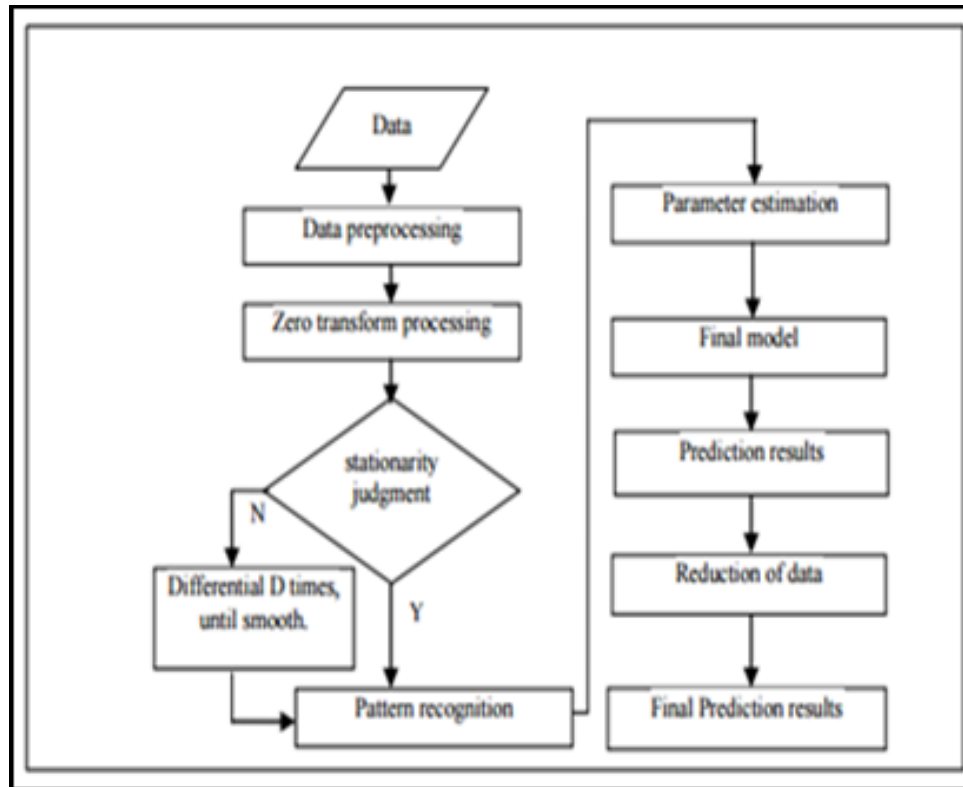 Data
Data preprocessing
Zero transform processing
stationarity
judgment
N
Differential D times,
until smooth.
Y
Pattern recognition
Parameter estimation
Final model
Prediction results
Reduction of data
Final Prediction results